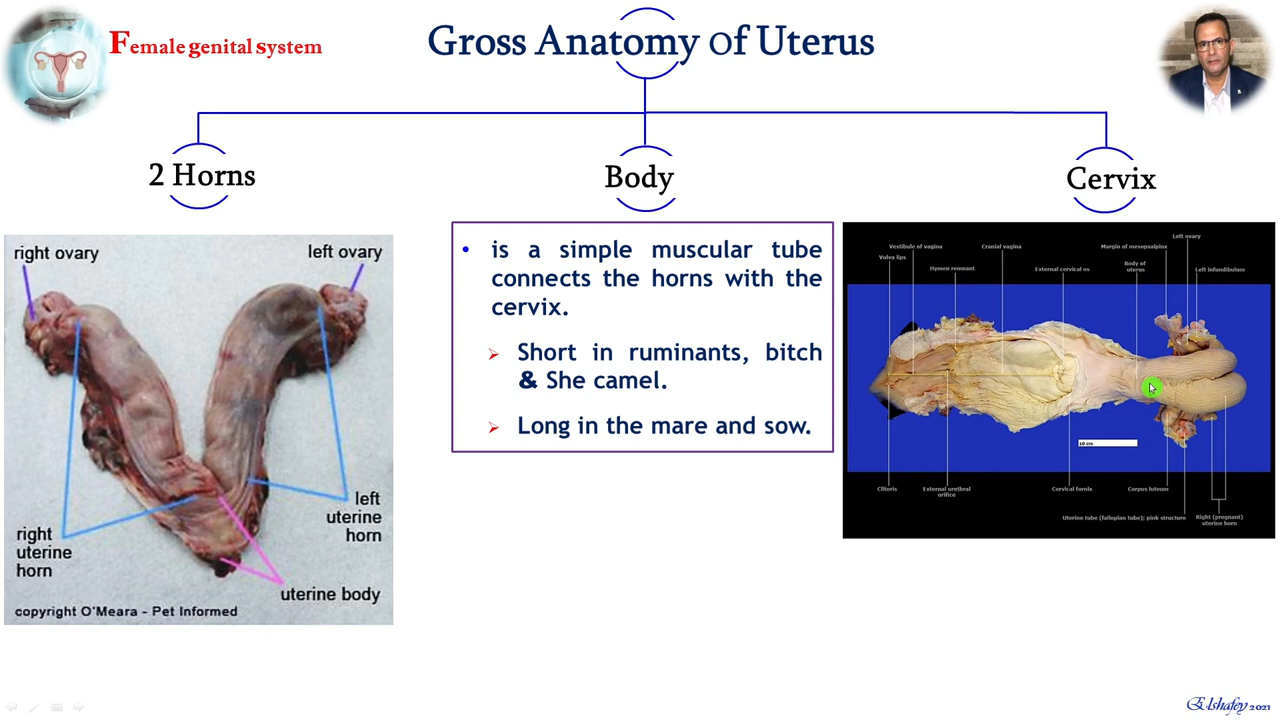 Female genital system
Gross Anatomy of Uterus
2 Horns
Body
Cervix
right ovary
left ovary
right
uterine
horn
left
uterine
horn
uterine body
copyright O'Meara - Pet Informed
• is a simple muscular tube
connects the horns with the
cervix.
➢ Short in ruminants, bitch
& She camel.
➢ Long in the mare and sow.
Left ovary
Vestibule of vagina
Cranial vagina
Margin of mesosalpinx
Vulva lips
Hymen remnant
External cervical os
Body of
uterus
Left infundibulum
10 cm
Clitoris
External urethral
orifice
Cervical fornix
Corpus luteum
Uterine tube (fallopian tube); pink structure
Right (pregnant)
uterine horn
Elshafey 2021